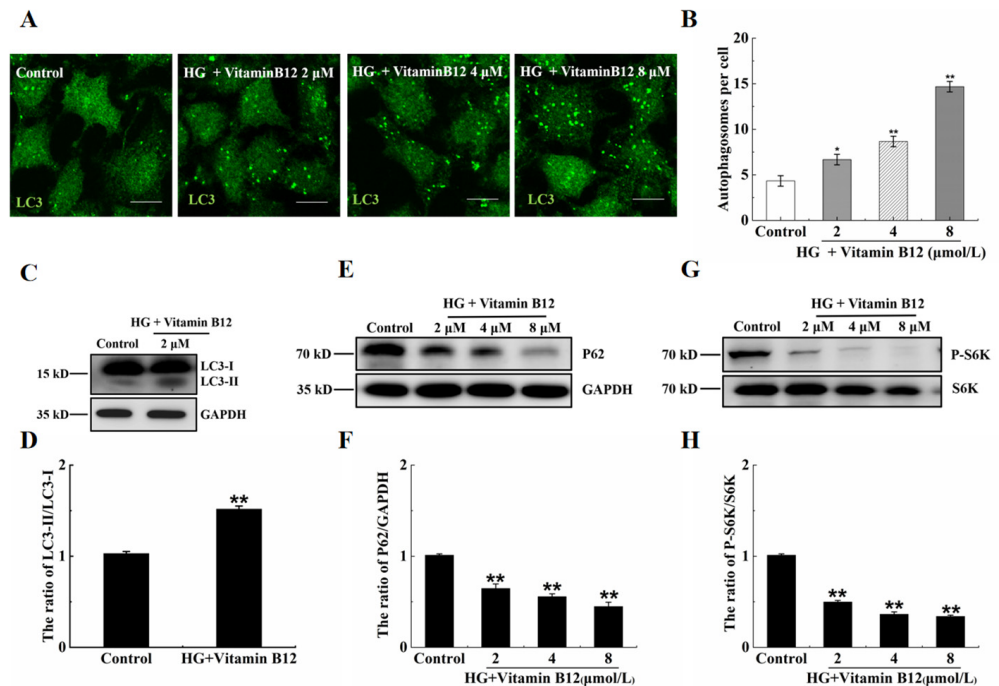 A
Control
HG + VitaminB12 2 µM
HG + VitaminB12 4 µM
HG + VitaminB12 8 µM
LC3
LC3
LC3
LC3
B
Autophagosomes per cell
20
15
10
5
0
*
**
**
Control
2
4
8
HG + Vitamin B12 (µmol/L)
C
HG + Vitamin B12
Control
2 µM
15 kD
LC3-I
LC3-II
35 kD
GAPDH
D
The ratio of LC3-II/LC3-I
2
1
0
**
Control
HG+Vitamin B12
E
HG + Vitamin B12
Control
2 µM
4 µM
8 µM
70 kD
P62
35 kD
GAPDH
F
The ratio of P62/GAPDH
2
1
0
**
**
**
Control
2
4
8
HG+Vitamin B12(µmol/L)
G
HG + Vitamin B12
Control
2 µM
4 µM
8 µM
70 kD
P-S6K
70 kD
S6K
H
The ratio of P-S6K/S6K
2
1
0
**
**
**
Control
2
4
8
HG+Vitamin B12(µmol/L)